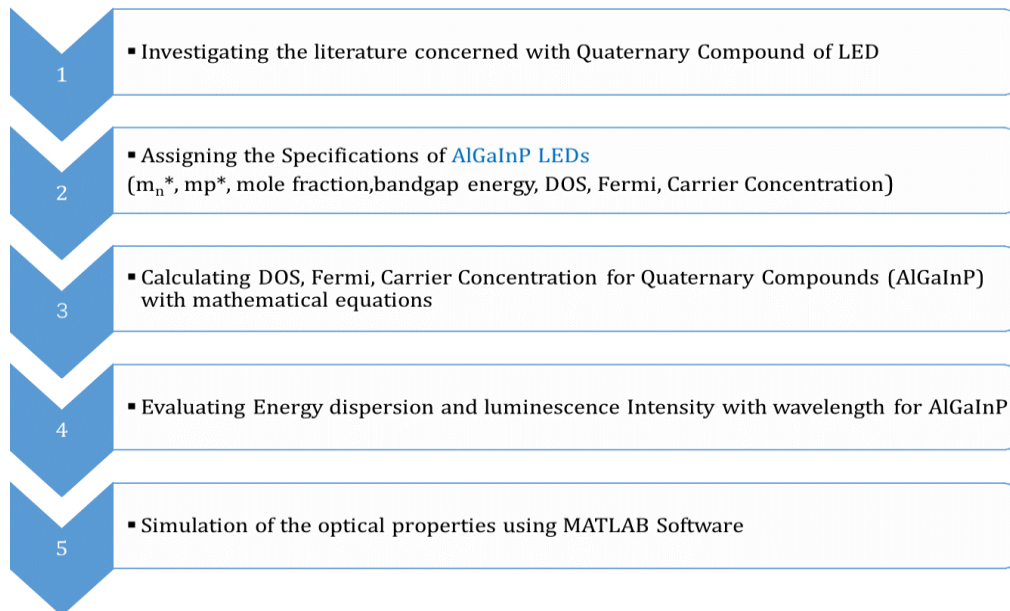 1
▪ Investigating the literature concerned with Quaternary Compound of LED
2
▪ Assigning the Specifications of AlGaInP LEDs
(mn*, mp*, mole fraction,bandgap energy, DOS, Fermi, Carrier Concentration)
3
▪ Calculating DOS, Fermi, Carrier Concentration for Quaternary Compounds (AlGaInP)
with mathematical equations
4
▪ Evaluating Energy dispersion and luminescence Intensity with wavelength for AlGaInP
5
▪ Simulation of the optical properties using MATLAB Software